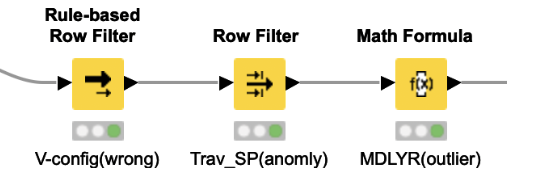 Rule-based
Row Filter
Row Filter
Math Formula
f(x)
V-config(wrong)
Trav_SP(anomly)
MDLYR(outlier)